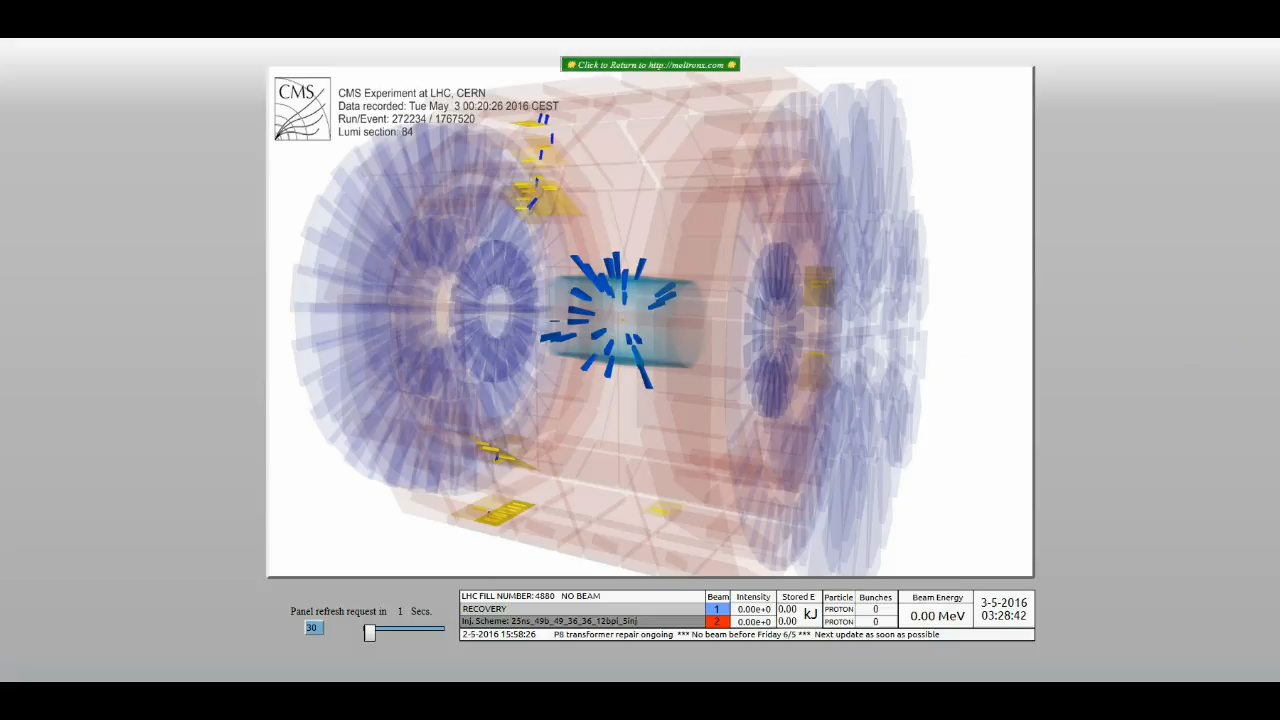 Click to Return to http://meltronx.com
CMS
CMS Experiment at LHC, CERN
Data recorded: Tue May 3 00:20:26 2016 CEST
Run/Event: 272234 / 1767520
Lumi section: 84
Panel refresh request in 1 Secs.
30
LHC FILL NUMBER: 4880 NO BEAM Beam Intensity Stored E Particle Bunches Beam Energy
RECOVERY 1 0.00e+0 0.00 kJ PROTON 0 0.00 MeV 3-5-2016
Inj. Scheme: 25ns_49b_49_36_36_12bpi_5inj 2 0.00e+0 0.00 PROTON 0 03:28:42
2-5-2016 15:58:26 P8 transformer repair ongoing *** No beam before Friday 6/5 *** Next update as soon as possible